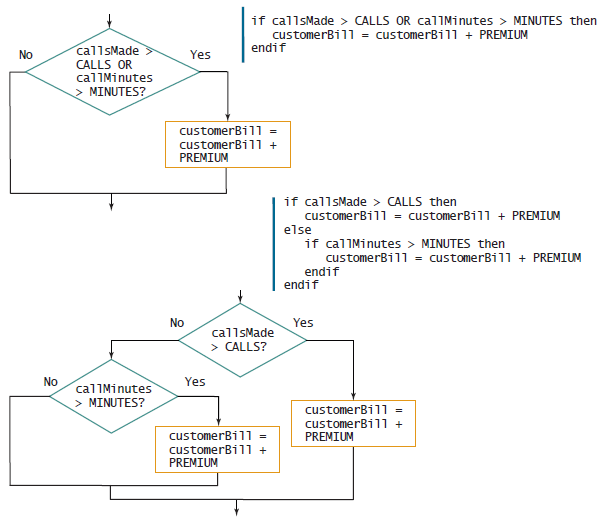 if callsMade > CALLS OR callMinutes > MINUTES then
customerBill = customerBill + PREMIUM
endif
No
callsMade >
CALLS OR
callMinutes
> MINUTES?
Yes
customerBill =
customerBill +
PREMIUM
if callsMade > CALLS then
customerBill = customerBill + PREMIUM
else
if callMinutes > MINUTES then
customerBill = customerBill + PREMIUM
endif
endif
No
callsMade
> CALLS?
Yes
No
callMinutes
> MINUTES?
Yes
customerBill =
customerBill +
PREMIUM
customerBill =
customerBill +
PREMIUM